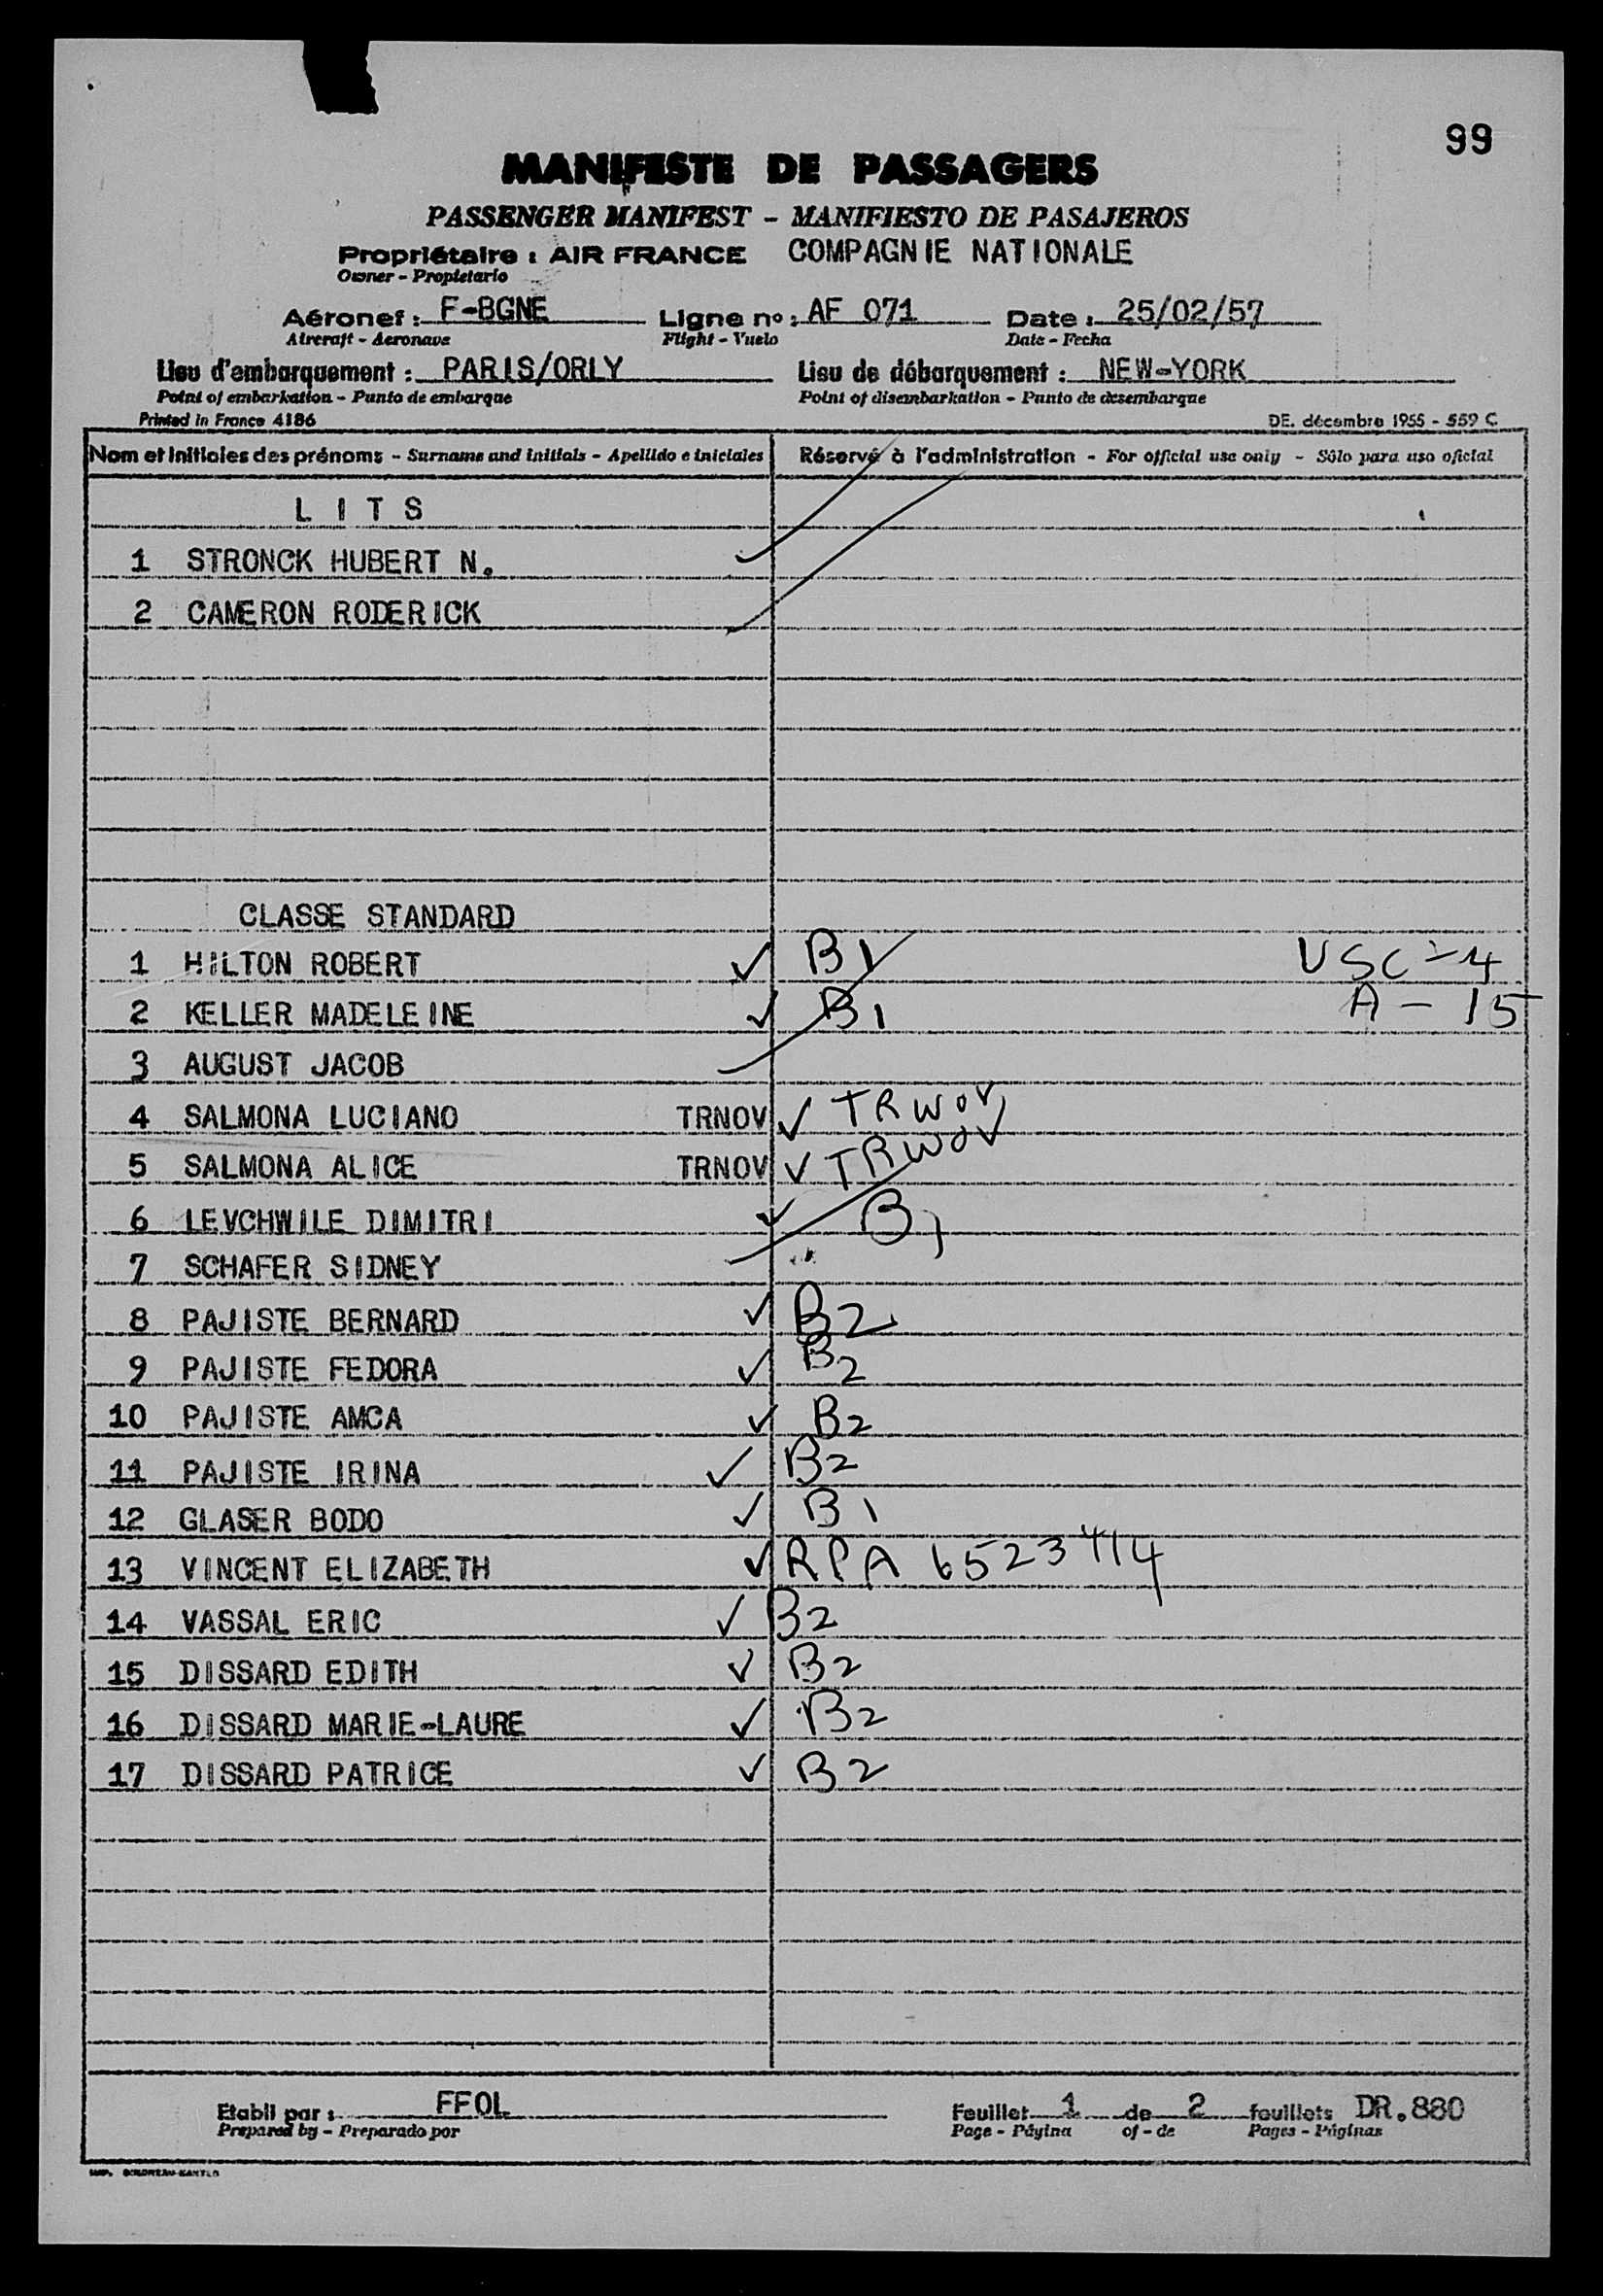 99
MANIFESTE DE PASSAGERS
PASSENGER MANIFEST - MANIFIESTO DE PASAJEROS
Propriétaire : AIR FRANCE COMPAGNIE NATIONALE
Owner - Propietario
Aéronef : F-BGNE Ligne no : AF 071 Date : 25/02/57
Aircraft - Aeronave Flight - Vuelo Date - Fecha
Lieu d'embarquement : PARIS/ORLY Lieu de débarquement : NEW-YORK
Point of embarkation - Punto de embarque Point of disembarkation - Punto de desembarque
Printed in France 4186 DE. décembre 1955 - 559 C
Nom et initiales des prénoms - Surname and initials - Apellido e iniciales Réservé à l'administration - For official use only - Sôlo para uso oficial
L I T S
1 STRONCK HUBERT N.
2 CAMERON RODERICK
CLASSE STANDARD
1 HILTON ROBERT ✓ B1 USC-4
2 KELLER MADELEINE ✓ B1 A-15
3 AUGUST JACOB
4 SALMONA LUCIANO TRNOV ✓ TRWOV
5 SALMONA ALICE TRNOV ✓ TRWOV
6 LEVCHWILE DIMITRI ✓ B1
7 SCHAFER SIDNEY
8 PAJISTE BERNARD ✓ B2
9 PAJISTE FEDORA ✓ B2
10 PAJISTE AMCA ✓ B2
11 PAJISTE IRINA ✓ B2
12 GLASER BODO ✓ B1
13 VINCENT ELIZABETH ✓ RPA 6523414
14 VASSAL ERIC ✓ B2
15 DISSARD EDITH ✓ B2
16 DISSARD MARIE-LAURE ✓ B2
17 DISSARD PATRICE ✓ B2
Etabli par : FFOL Feuillet 1 de 2 feuillets DR.880
Prepared by - Preparado por Page - Página of - de Pages - Páginas